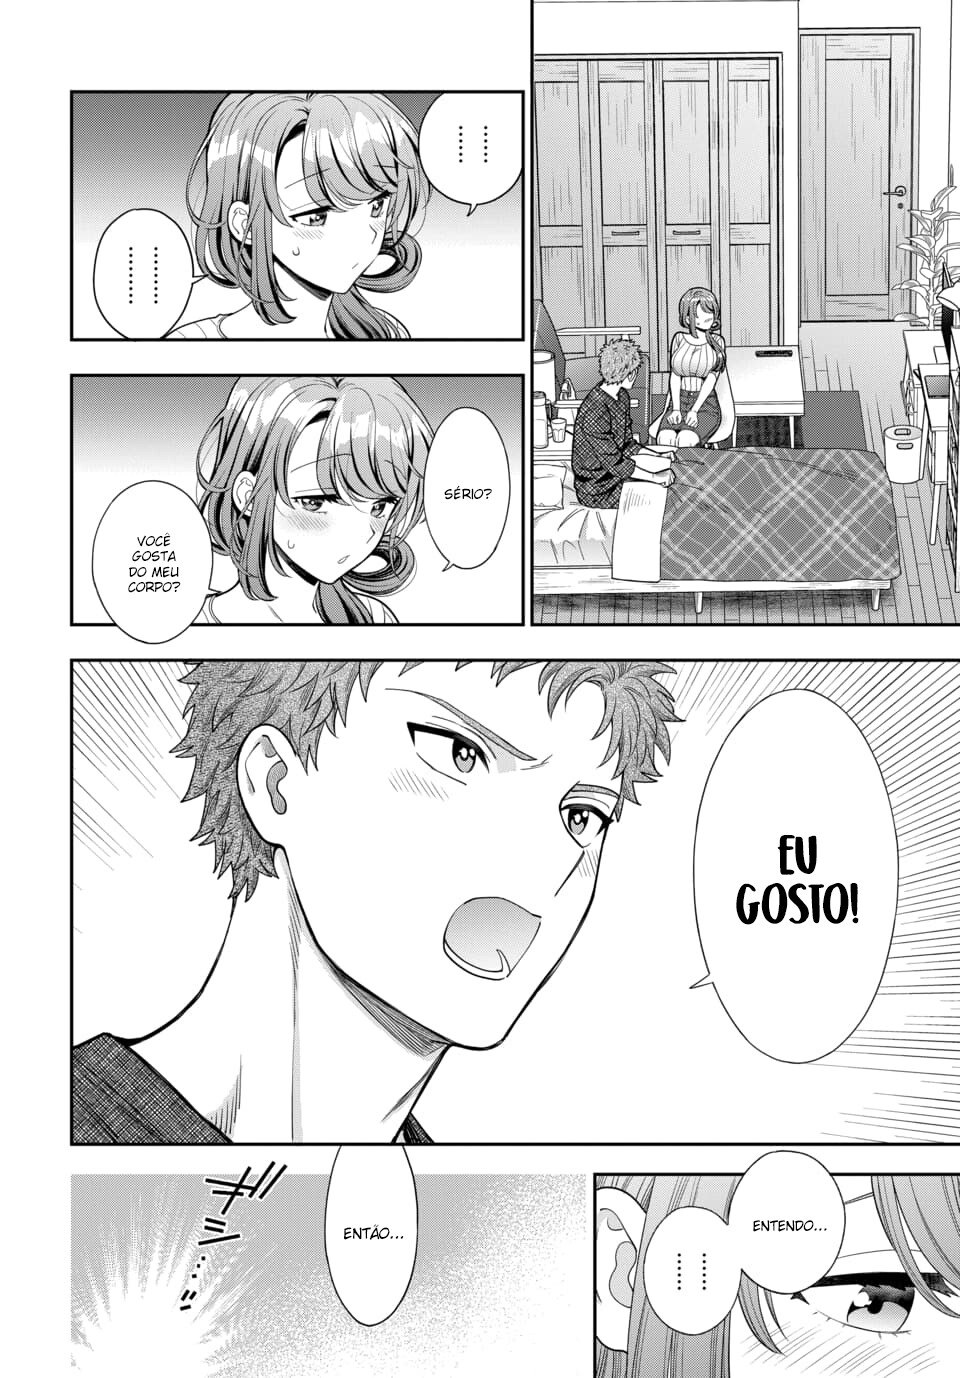 SÉRIO?
VOCÊ
GOSTA
DO MEU
CORPO?
EU
GOSTO!
ENTENDO...
ENTÃO...